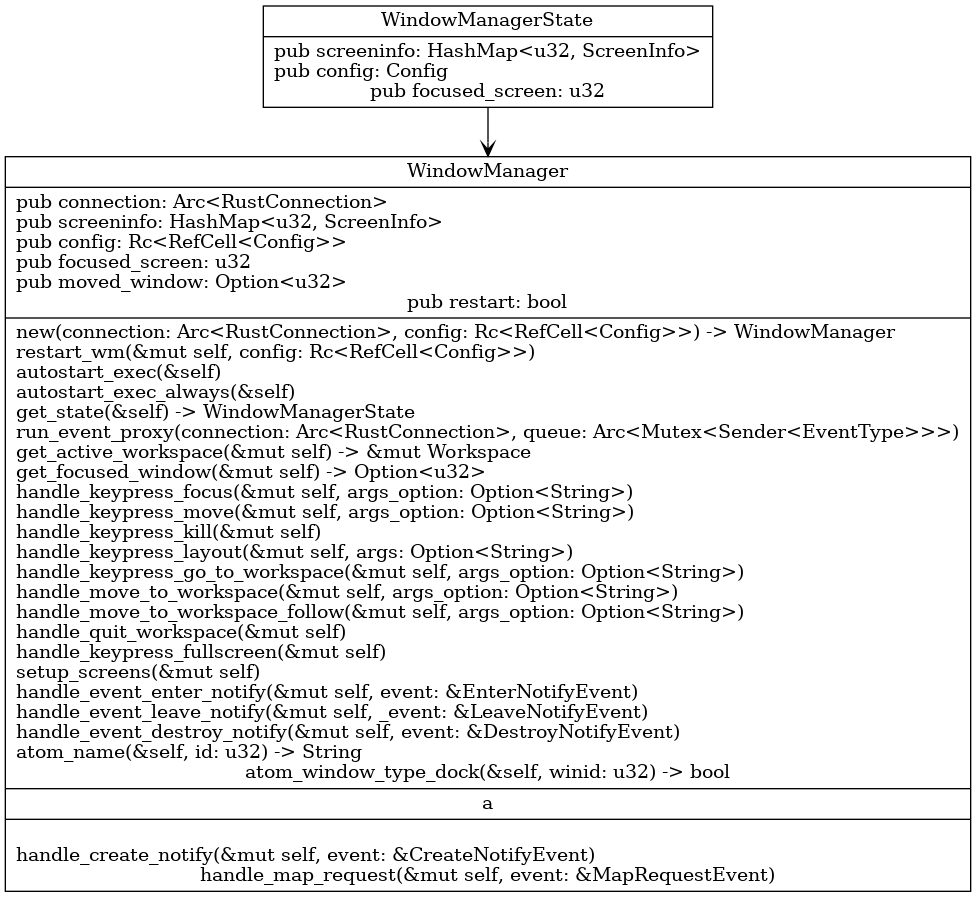 WindowManagerState
pub screeninfo: HashMap<u32, ScreenInfo>
pub config: Config
pub focused_screen: u32
WindowManager
pub connection: Arc<RustConnection>
pub screeninfo: HashMap<u32, ScreenInfo>
pub config: Rc<RefCell<Config>>
pub focused_screen: u32
pub moved_window: Option<u32>
pub restart: bool
new(connection: Arc<RustConnection>, config: Rc<RefCell<Config>>) -> WindowManager
restart_wm(&mut self, config: Rc<RefCell<Config>>)
autostart_exec(&self)
autostart_exec_always(&self)
get_state(&self) -> WindowManagerState
run_event_proxy(connection: Arc<RustConnection>, queue: Arc<Mutex<Sender<EventType>>>)
get_active_workspace(&mut self) -> &mut Workspace
get_focused_window(&mut self) -> Option<u32>
handle_keypress_focus(&mut self, args_option: Option<String>)
handle_keypress_move(&mut self, args_option: Option<String>)
handle_keypress_kill(&mut self)
handle_keypress_layout(&mut self, args: Option<String>)
handle_keypress_go_to_workspace(&mut self, args_option: Option<String>)
handle_move_to_workspace(&mut self, args_option: Option<String>)
handle_move_to_workspace_follow(&mut self, args_option: Option<String>)
handle_quit_workspace(&mut self)
handle_keypress_fullscreen(&mut self)
setup_screens(&mut self)
handle_event_enter_notify(&mut self, event: &EnterNotifyEvent)
handle_event_leave_notify(&mut self, _event: &LeaveNotifyEvent)
handle_event_destroy_notify(&mut self, event: &DestroyNotifyEvent)
atom_name(&self, id: u32) -> String
atom_window_type_dock(&self, winid: u32) -> bool
a
handle_create_notify(&mut self, event: &CreateNotifyEvent)
handle_map_request(&mut self, event: &MapRequestEvent)